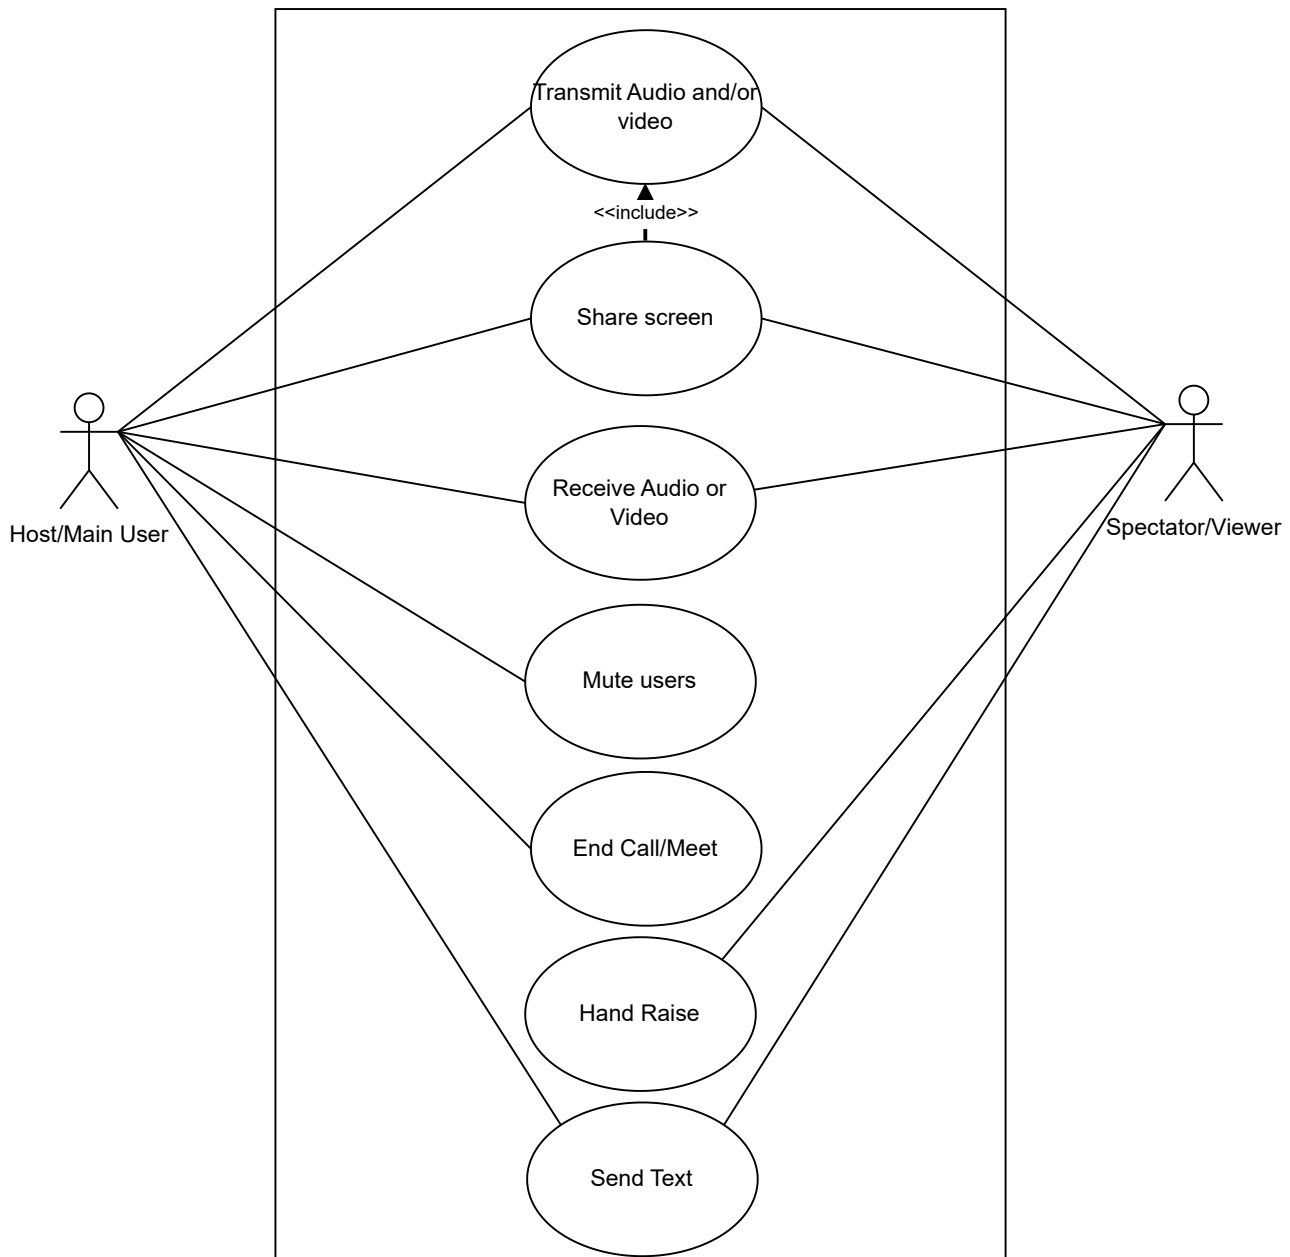 Transmit Audio and/or
video
<<include>>
Share screen
Receive Audio or
Video
Host/Main User
Spectator/Viewer
Mute users
End Call/Meet
Hand Raise
Send Text